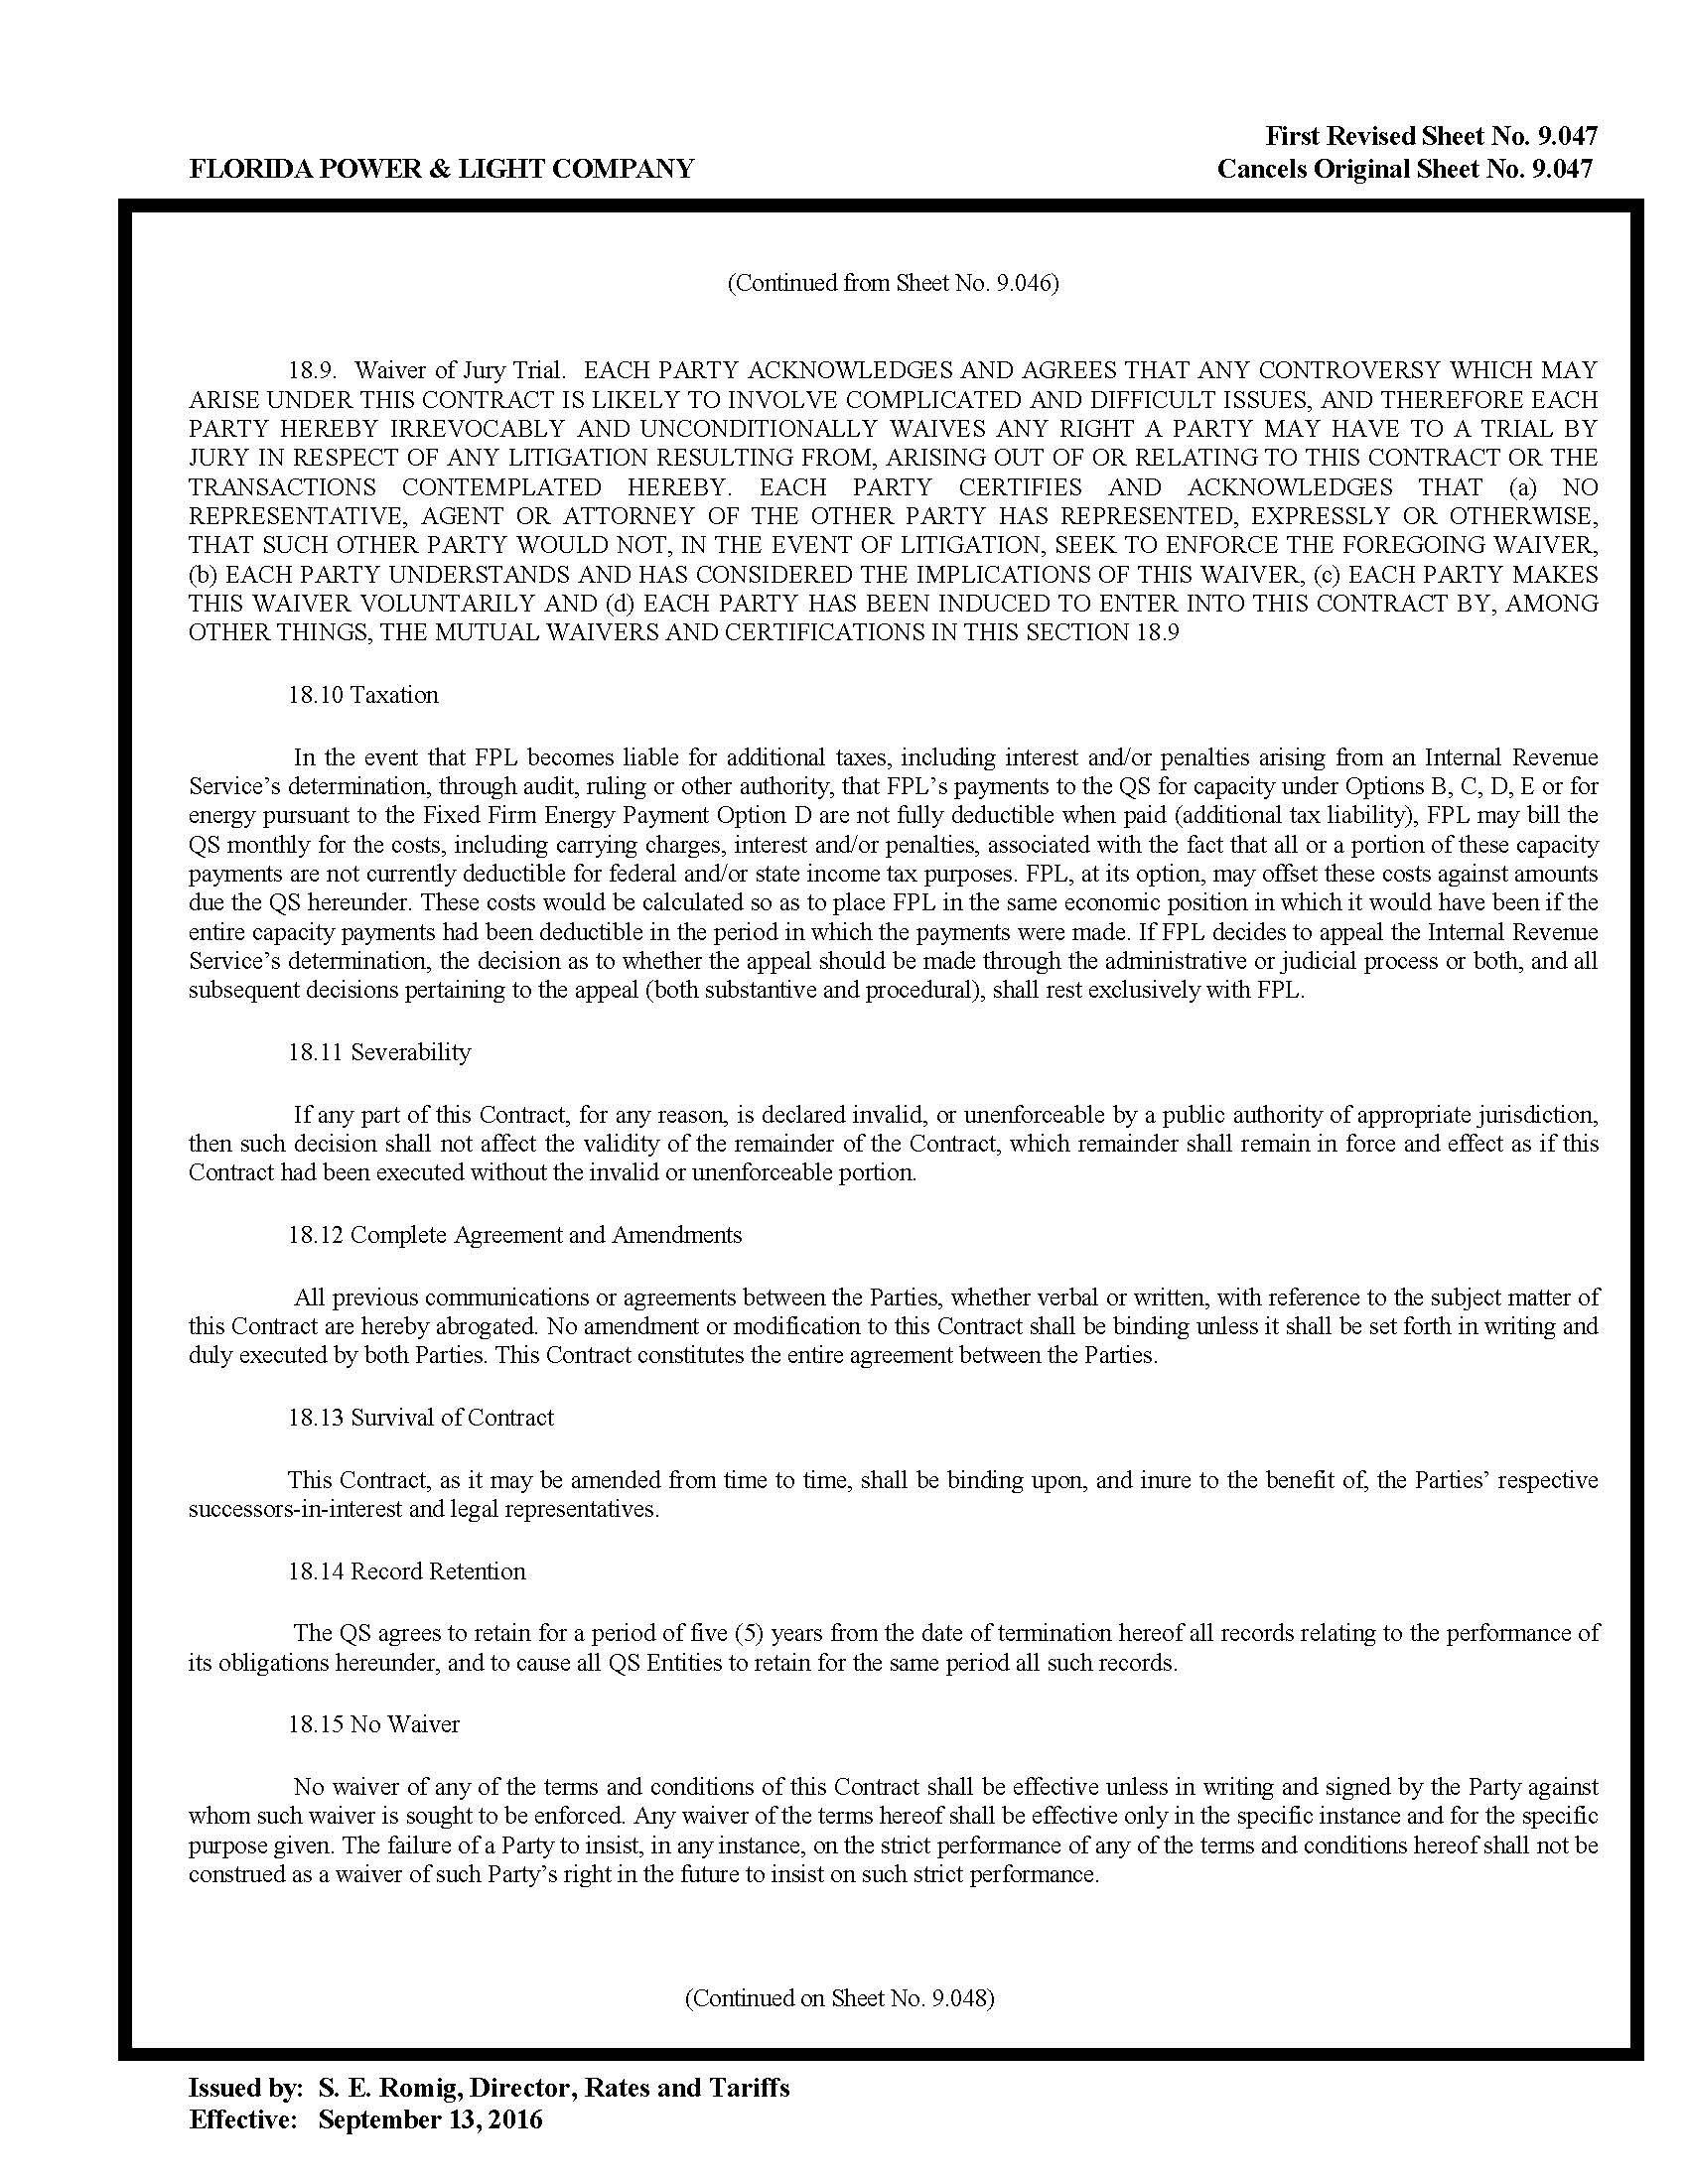 First Revised Sheet No. 9.047
FLORIDA POWER & LIGHT COMPANY Cancels Original Sheet No. 9.047
(Continued from Sheet No. 9.046)
18.9. Waiver of Jury Trial. EACH PARTY ACKNOWLEDGES AND AGREES THAT ANY CONTROVERSY WHICH MAY
ARISE UNDER THIS CONTRACT IS LIKELY TO INVOLVE COMPLICATED AND DIFFICULT ISSUES, AND THEREFORE EACH
PARTY HEREBY IRREVOCABLY AND UNCONDITIONALLY WAIVES ANY RIGHT A PARTY MAY HAVE TO A TRIAL BY
JURY IN RESPECT OF ANY LITIGATION RESULTING FROM, ARISING OUT OF OR RELATING TO THIS CONTRACT OR THE
TRANSACTIONS CONTEMPLATED HEREBY. EACH PARTY CERTIFIES AND ACKNOWLEDGES THAT (a) NO
REPRESENTATIVE, AGENT OR ATTORNEY OF THE OTHER PARTY HAS REPRESENTED, EXPRESSLY OR OTHERWISE,
THAT SUCH OTHER PARTY WOULD NOT, IN THE EVENT OF LITIGATION, SEEK TO ENFORCE THE FOREGOING WAIVER,
(b) EACH PARTY UNDERSTANDS AND HAS CONSIDERED THE IMPLICATIONS OF THIS WAIVER, (c) EACH PARTY MAKES
THIS WAIVER VOLUNTARILY AND (d) EACH PARTY HAS BEEN INDUCED TO ENTER INTO THIS CONTRACT BY, AMONG
OTHER THINGS, THE MUTUAL WAIVERS AND CERTIFICATIONS IN THIS SECTION 18.9
18.10 Taxation
In the event that FPL becomes liable for additional taxes, including interest and/or penalties arising from an Internal Revenue
Service’s determination, through audit, ruling or other authority, that FPL’s payments to the QS for capacity under Options B, C, D, E or for
energy pursuant to the Fixed Firm Energy Payment Option D are not fully deductible when paid (additional tax liability), FPL may bill the
QS monthly for the costs, including carrying charges, interest and/or penalties, associated with the fact that all or a portion of these capacity
payments are not currently deductible for federal and/or state income tax purposes. FPL, at its option, may offset these costs against amounts
due the QS hereunder. These costs would be calculated so as to place FPL in the same economic position in which it would have been if the
entire capacity payments had been deductible in the period in which the payments were made. If FPL decides to appeal the Internal Revenue
Service’s determination, the decision as to whether the appeal should be made through the administrative or judicial process or both, and all
subsequent decisions pertaining to the appeal (both substantive and procedural), shall rest exclusively with FPL.
18.11 Severability
If any part of this Contract, for any reason, is declared invalid, or unenforceable by a public authority of appropriate jurisdiction,
then such decision shall not affect the validity of the remainder of the Contract, which remainder shall remain in force and effect as if this
Contract had been executed without the invalid or unenforceable portion.
18.12 Complete Agreement and Amendments
All previous communications or agreements between the Parties, whether verbal or written, with reference to the subject matter of
this Contract are hereby abrogated. No amendment or modification to this Contract shall be binding unless it shall be set forth in writing and
duly executed by both Parties. This Contract constitutes the entire agreement between the Parties.
18.13 Survival of Contract
This Contract, as it may be amended from time to time, shall be binding upon, and inure to the benefit of, the Parties’ respective
successors-in-interest and legal representatives.
18.14 Record Retention
The QS agrees to retain for a period of five (5) years from the date of termination hereof all records relating to the performance of
its obligations hereunder, and to cause all QS Entities to retain for the same period all such records.
18.15 No Waiver
No waiver of any of the terms and conditions of this Contract shall be effective unless in writing and signed by the Party against
whom such waiver is sought to be enforced. Any waiver of the terms hereof shall be effective only in the specific instance and for the specific
purpose given. The failure of a Party to insist, in any instance, on the strict performance of any of the terms and conditions hereof shall not be
construed as a waiver of such Party’s right in the future to insist on such strict performance.
(Continued on Sheet No. 9.048)
Issued by: S. E. Romig, Director, Rates and Tariffs
Effective: September 13, 2016